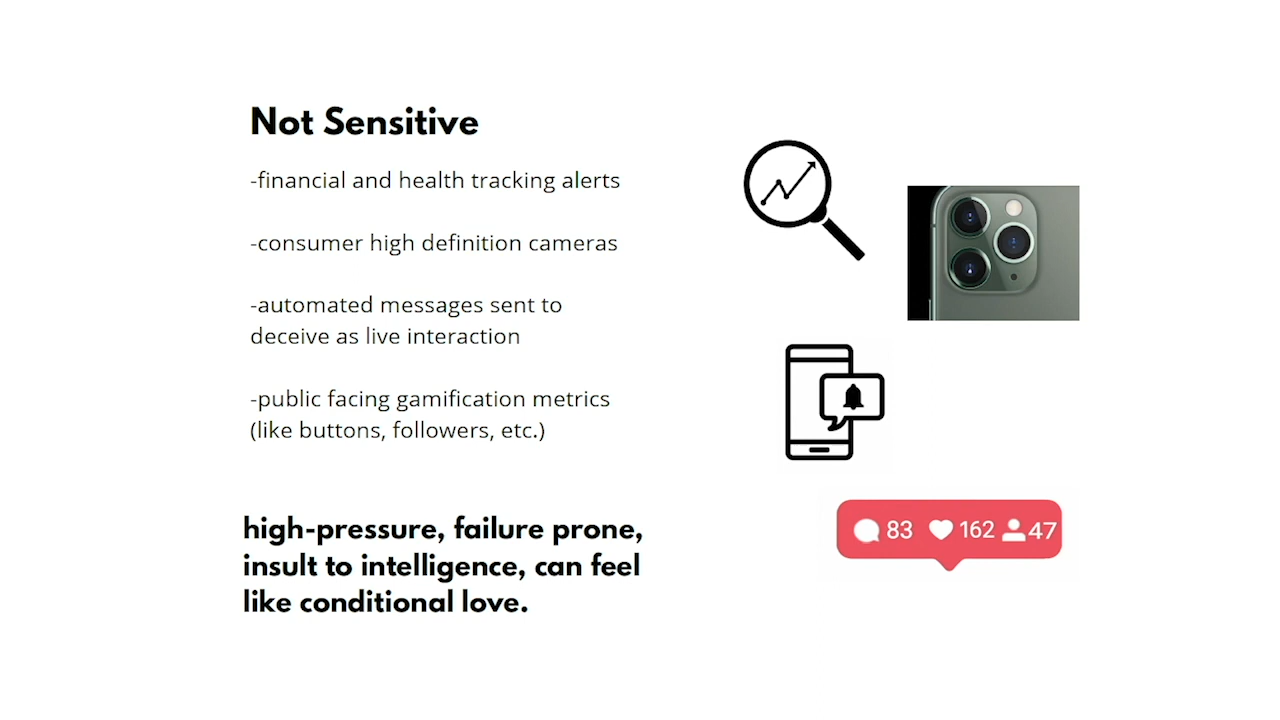 Not Sensitive
-financial and health tracking alerts
-consumer high definition cameras
-automated messages sent to
deceive as live interaction
-public facing gamification metrics
(like buttons, followers, etc.)
high-pressure, failure prone,
insult to intelligence, can feel
like conditional love.
83 162 47